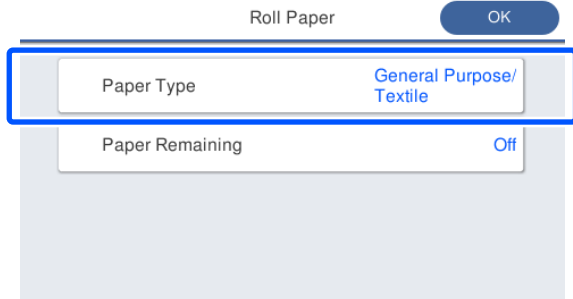 Roll Paper
OK
Paper Type
General Purpose/
Textile
Paper Remaining
Off